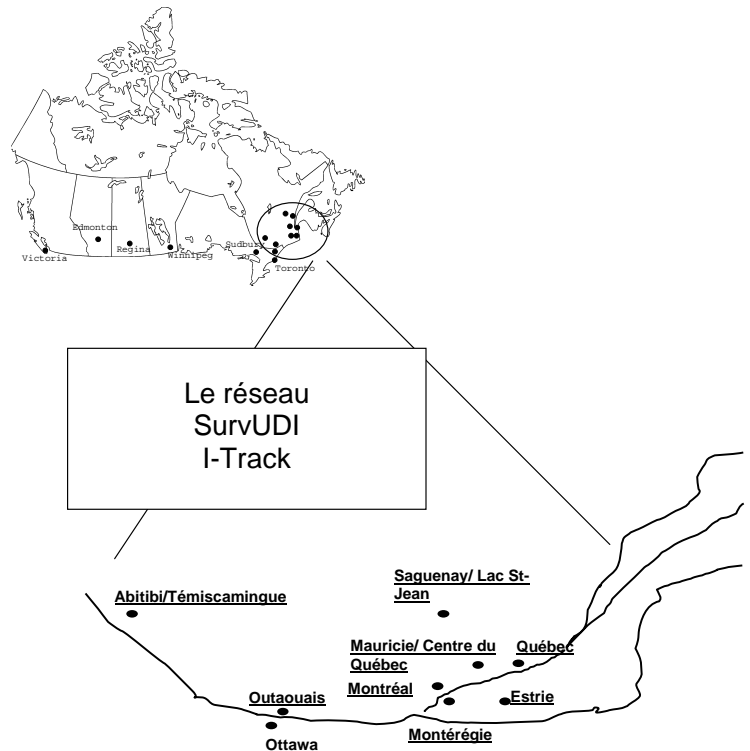 Edmonton
Regina
Victoria
Winnipeg
Sudbury
Toronto
Le réseau
SurvUDI
I-Track
Abitibi/Témiscamingue
Saguenay/ Lac St-
Jean
Mauricie/ Centre du
Québec
Québec
Montréal
Outaouais
Estrie
Ottawa
Montérégie